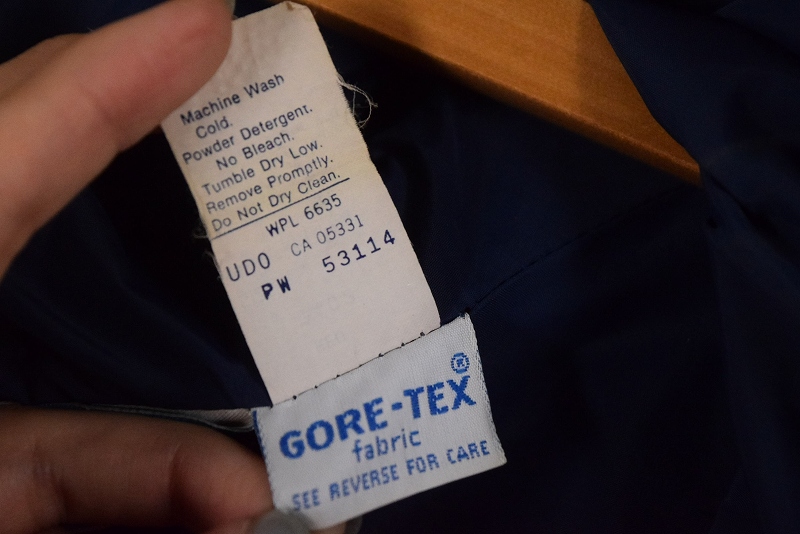 Machine Wash
Cold.
Powder Detergent.
No Bleach.
Tumble Dry Low.
Remove Promptly.
Do Not Dry Clean.
WPL 6635
UDO CA 05331
PW 53114
GORE-TEX®
fabric
SEE REVERSE FOR CARE